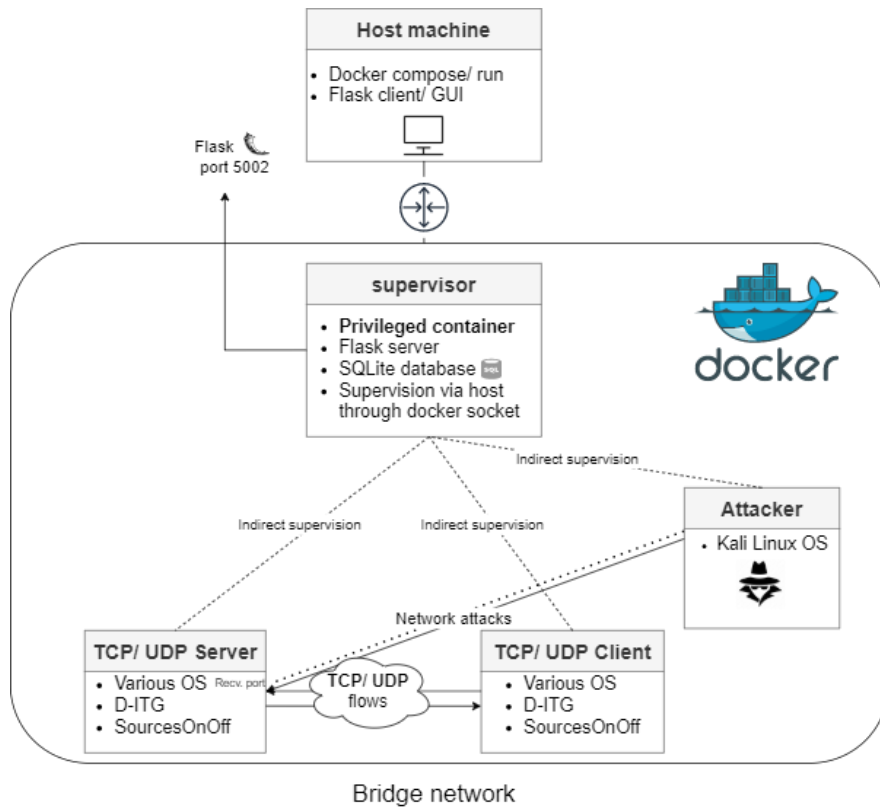 Host machine
Docker compose/ run
Flask client/ GUI
Flask
port 5002
supervisor
Privileged container
Flask server
SQLite database SQL
Supervision via host
through docker socket
docker
Indirect supervision
Indirect supervision
Indirect supervision
Attacker
Kali Linux OS
Network attacks
TCP/ UDP Server
Various OS Recv. port
D-ITG
SourcesOnOff
TCP/ UDP
flows
TCP/ UDP Client
Various OS
D-ITG
SourcesOnOff
Bridge network